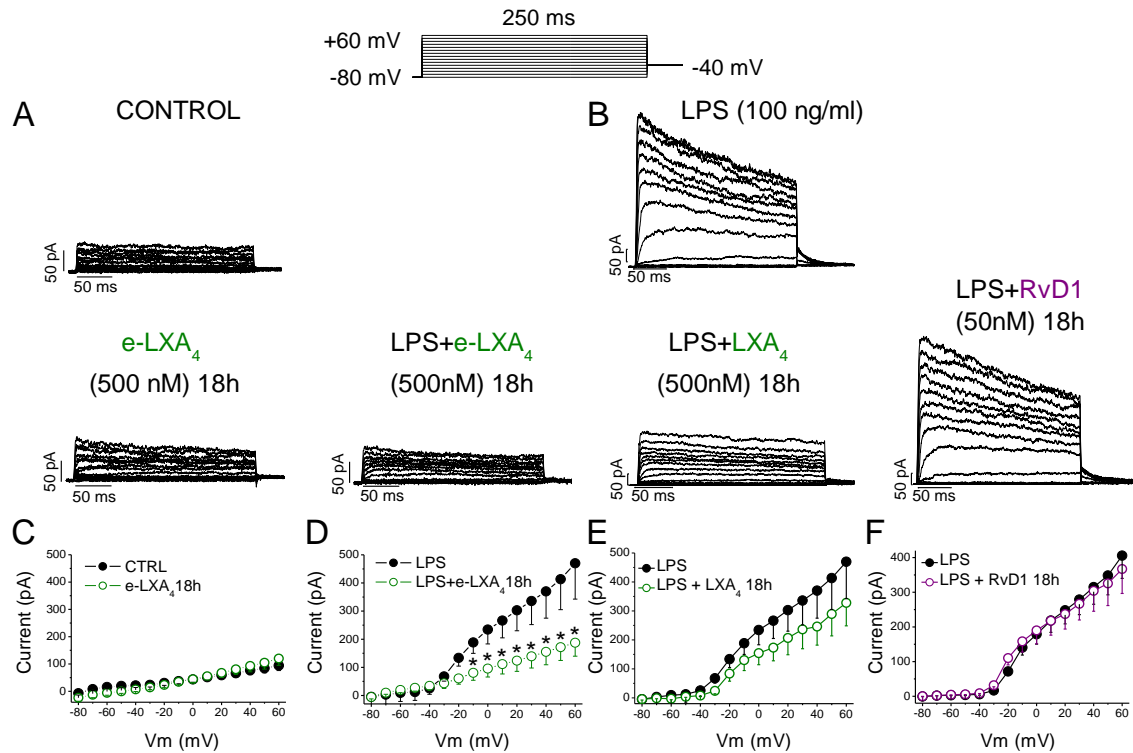 250 ms
+60 mV
-80 mV
-40 mV
A
CONTROL
B
LPS (100 ng/ml)
50 pA
50 ms
50 pA
50 ms
e-LXA4
(500 nM) 18h
LPS+e-LXA4
(500nM) 18h
LPS+LXA4
(500nM) 18h
LPS+RvD1
(50nM) 18h
50 pA
50 ms
50 pA
50 ms
50 pA
50 ms
50 pA
50 ms
C
CTRL
e-LXA4 18h
Current (pA)
500
400
300
200
100
0
-80 -60 -40 -20 0 20 40 60
Vm (mV)
D
LPS
LPS+e-LXA4 18h
Current (pA)
500
400
300
200
100
0
* * * * * * * *
-80 -60 -40 -20 0 20 40 60
Vm (mV)
E
LPS
LPS + LXA4 18h
Current (pA)
500
400
300
200
100
0
-80 -60 -40 -20 0 20 40 60
Vm (mV)
F
LPS
LPS + RvD1 18h
Current (pA)
400
300
200
100
0
-80 -60 -40 -20 0 20 40 60
Vm (mV)